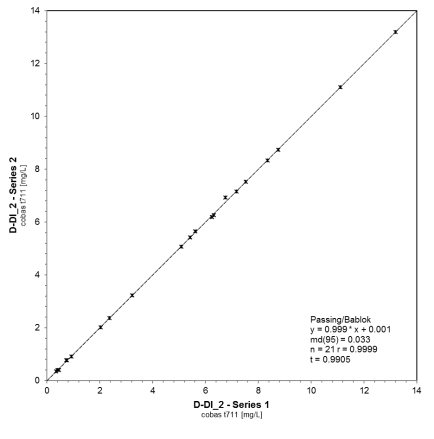 14
12
10
8
6
4
2
0
D-DI_2 - Series 2
cobas t711 [mg/L]
Passing/Bablok
y = 0.999 * x + 0.001
md(95) = 0.033
n = 21 r = 0.9999
t = 0.9905
0 2 4 6 8 10 12 14
D-DI_2 - Series 1
cobas t711 [mg/L]